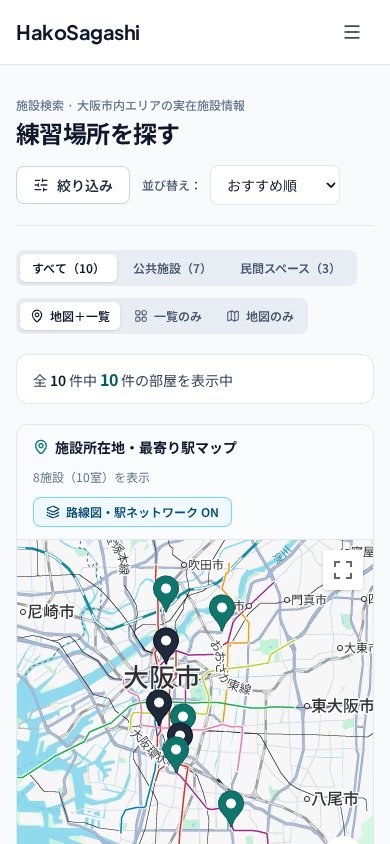 HakoSagashi
施設検索・大阪市内エリアの実在施設情報
練習場所を探す
絞り込み 並び替え： おすすめ順
すべて（10） 公共施設（7） 民間スペース（3）
地図＋一覧 一覧のみ 地図のみ
全 10 件中 10 件の部屋を表示中
施設所在地・最寄り駅マップ
8施設（10室）を表示
路線図・駅ネットワーク ON
吹田市
尼崎市
門真市
大阪市
おおさか東線
東大阪市
八尾市